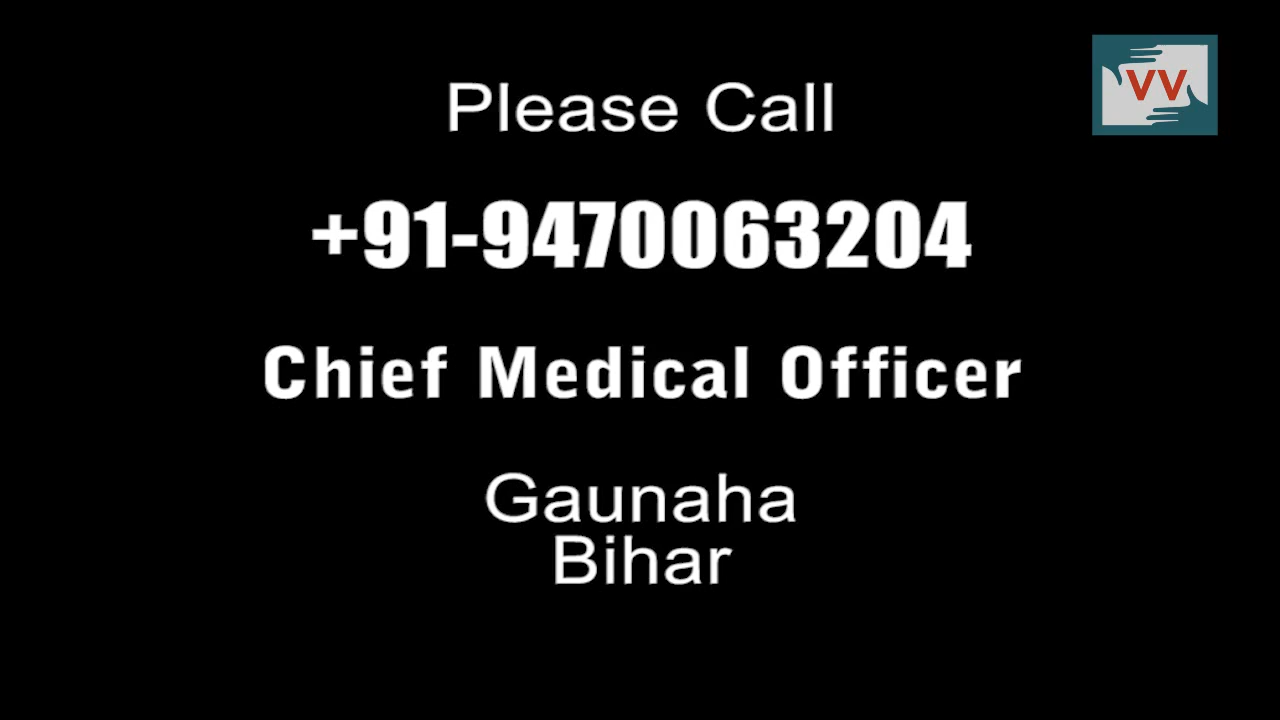 VV
Please Call
+91-9470063204
Chief Medical Officer
Gaunaha
Bihar